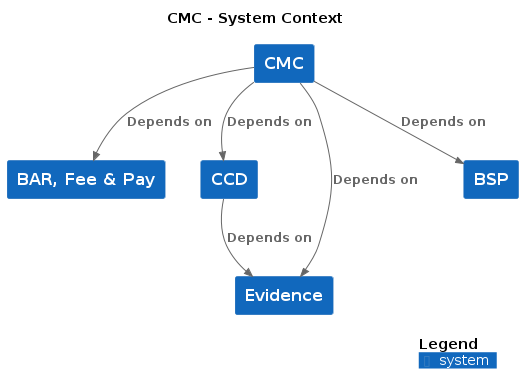 CMC - System Context
CMC
Depends on
Depends on
Depends on
BAR, Fee & Pay
CCD
Depends on
BSP
Depends on
Evidence
Legend
system